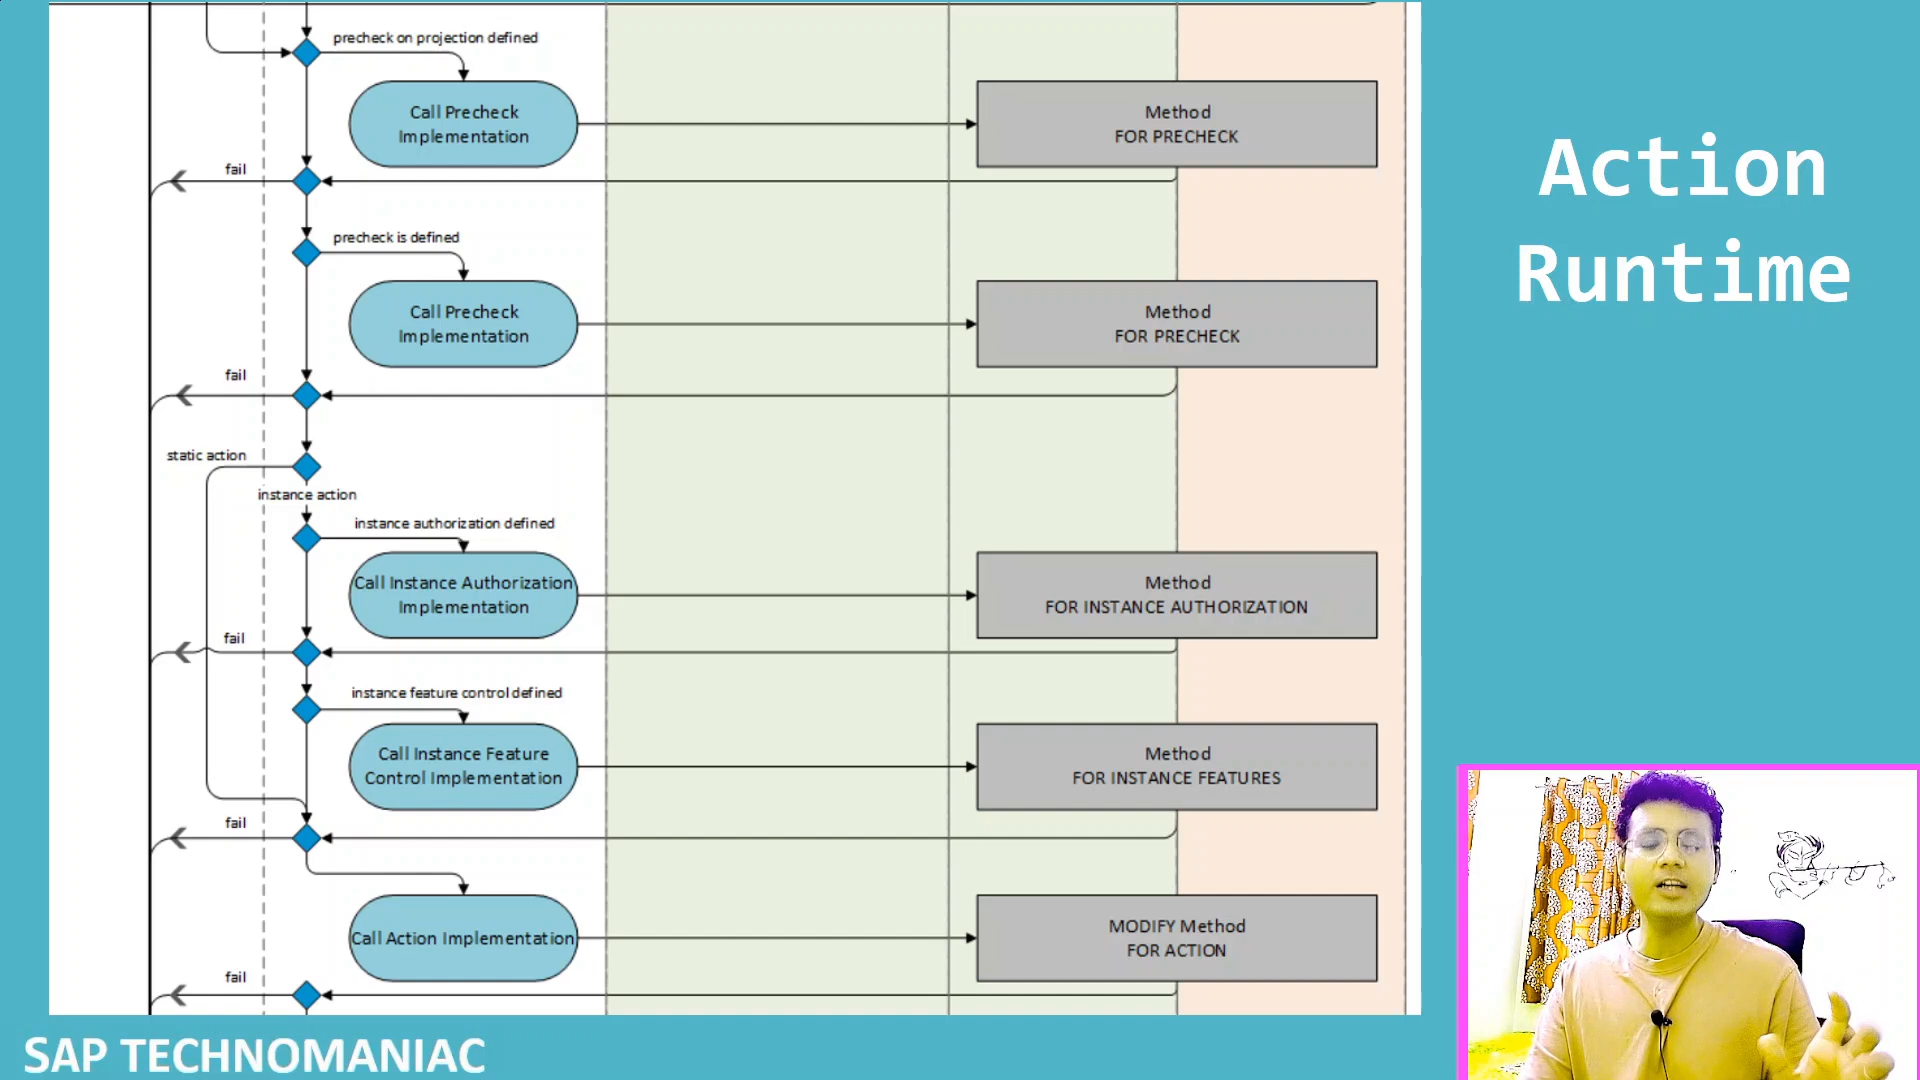 precheck on projection defined
Call Precheck
Implementation
Method
FOR PRECHECK
fail
precheck is defined
Call Precheck
Implementation
Method
FOR PRECHECK
fail
static action
instance action
instance authorization defined
Call Instance Authorization
Implementation
Method
FOR INSTANCE AUTHORIZATION
fail
instance feature control defined
Call Instance Feature
Control Implementation
Method
FOR INSTANCE FEATURES
fail
Call Action Implementation
MODIFY Method
FOR ACTION
fail
Action
Runtime
SAP TECHNOMANIAC